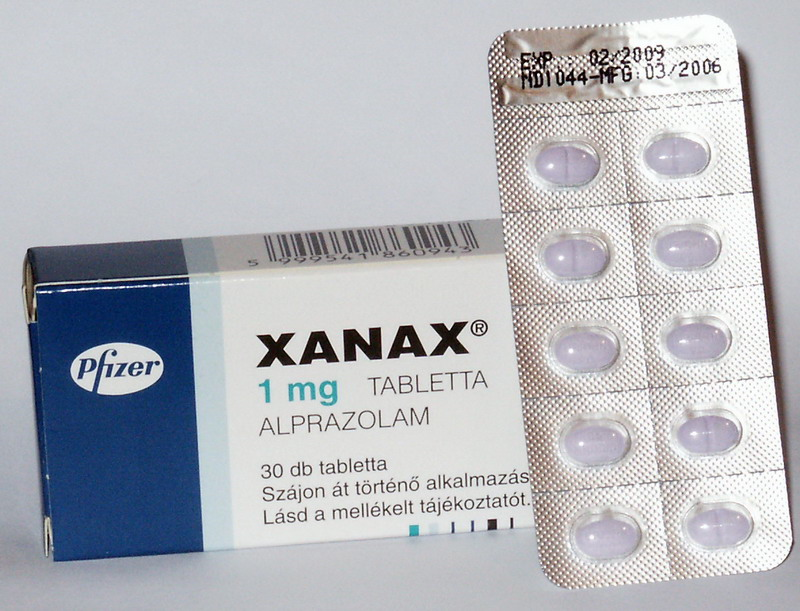 EXP : 02/2009
ND1044-MFG:03/2006
5 999541 860943
Pfizer
XANAX®
1 mg TABLETTA
ALPRAZOLAM
30 db tabletta
Szájon át történő alkalmazás
Lásd a mellékelt tájékoztatót.